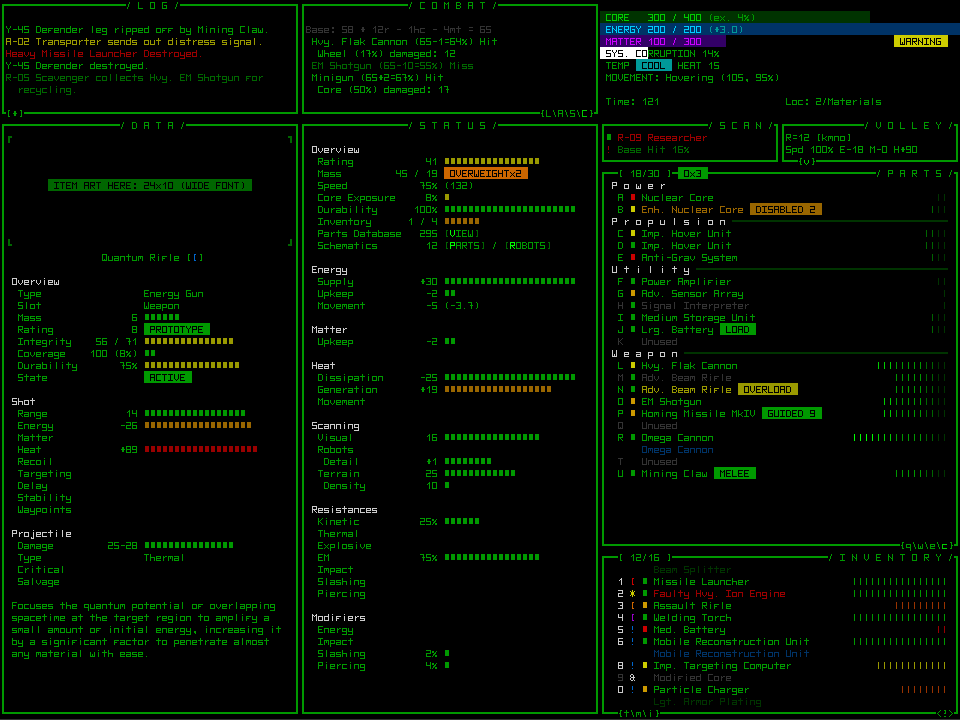 / L O G /
Y-45 Defender leg ripped off by Mining Claw.
A-02 Transporter sends out distress signal.
Heavy Missile Launcher Destroyed.
Y-45 Defender destroyed.
R-05 Scavenger collects Hvy. EM Shotgun for
recycling.
[*]
/ C O M B A T /
Base: 58 + 12r - 1hc - 4mt = 65
Hvy. Flak Cannon (65-1=64%) Hit
Wheel (17%) damaged: 12
EM Shotgun (65-10=55%) Miss
Minigun (65+2=67%) Hit
Core (50%) damaged: 17
[L\A\S\C]
CORE 300 / 400 (ex. 4%)
ENERGY 200 / 200 (+3.0)
MATTER 100 / 300 WARNING
SYS. CORRUPTION 14%
TEMP COOL HEAT 15
MOVEMENT: Hovering (105, 95%)
Time: 121 Loc: 2/Materials
/ S C A N /
R-09 Researcher
! Base Hit 16%
/ V O L L E Y /
R=12 [kmno]
Spd 100% E-18 M-0 H+90
[v]
/ D A T A /
ITEM ART HERE: 24x10 (WIDE FONT)
Quantum Rifle [[]
Overview
Type Energy Gun
Slot Weapon
Mass 6
Rating 8 PROTOTYPE
Integrity 56 / 71
Coverage 100 (8%)
Durability 75%
State ACTIVE
Shot
Range 14
Energy -26
Matter
Heat +89
Recoil
Targeting
Delay
Stability
Waypoints
Projectile
Damage 25-28
Type Thermal
Critical
Salvage
Focuses the quantum potential of overlapping
spacetime at the target region to amplify a
small amount of initial energy, increasing it
by a significant factor to penetrate almost
any material with ease.
/ S T A T U S /
Overview
Rating 41
Mass 45 / 19 OVERWEIGHTx2
Speed 75% (132)
Core Exposure 8%
Durability 100%
Inventory 1 / 4
Parts Database 295 [VIEW]
Schematics 12 [PARTS] / [ROBOTS]
Energy
Supply +30
Upkeep -2
Movement -5 (-3.7)
Matter
Upkeep -2
Heat
Dissipation -25
Generation +19
Movement
Scanning
Visual 16
Robots
Detail +1
Terrain 25
Density 10
Resistances
Kinetic 25%
Thermal
Explosive
EM 75%
Impact
Slashing
Piercing
Modifiers
Energy
Impact
Slashing 2%
Piercing 4%
[ 18/30 ] 0x3 / P A R T S /
P o w e r
A Nuclear Core
B Enh. Nuclear Core DISABLED 2
P r o p u l s i o n
C Imp. Hover Unit
D Imp. Hover Unit
E Anti-Grav System
U t i l i t y
F Power Amplifier
G Adv. Sensor Array
H Signal Interpreter
I Medium Storage Unit
J Lrg. Battery LOAD
K Unused
W e a p o n
L Hvy. Flak Cannon
M Adv. Beam Rifle
N Adv. Beam Rifle OVERLOAD
O EM Shotgun
P Homing Missile MkIV GUIDED 9
Q Unused
R Omega Cannon
Omega Cannon
T Unused
U Mining Claw MELEE
[q\w\e\c]
[ 12/16 ] / I N V E N T O R Y /
Beam Splitter
1 [ Missile Launcher
2 * Faulty Hvy. Ion Engine
3 [ Assault Rifle
4 [ Welding Torch
5 ! Med. Battery
6 ! Mobile Reconstruction Unit
Mobile Reconstruction Unit
8 ! Imp. Targeting Computer
9 & Modified Core
0 ! Particle Charger
Lgt. Armor Plating
[t\m\i] <!>